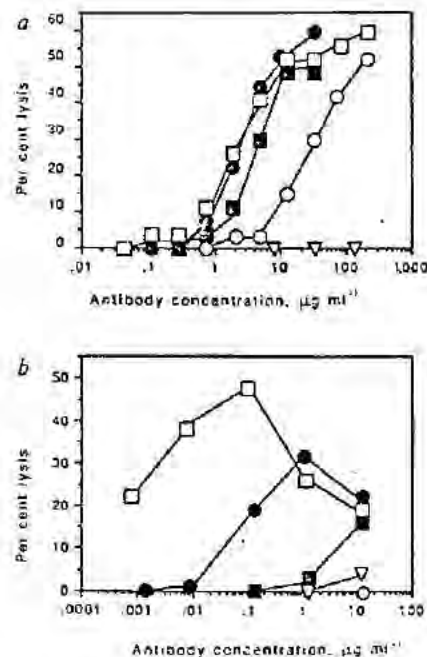 a
60
50
40
30
20
10
0
Per cent lysis
.01 .1 1 10 100 1,000
Antibody concentration, µg ml⁻¹
b
50
40
30
20
10
0
Per cent lysis
.0001 .001 .01 .1 1 10 100
Antibody concentration, µg ml⁻¹